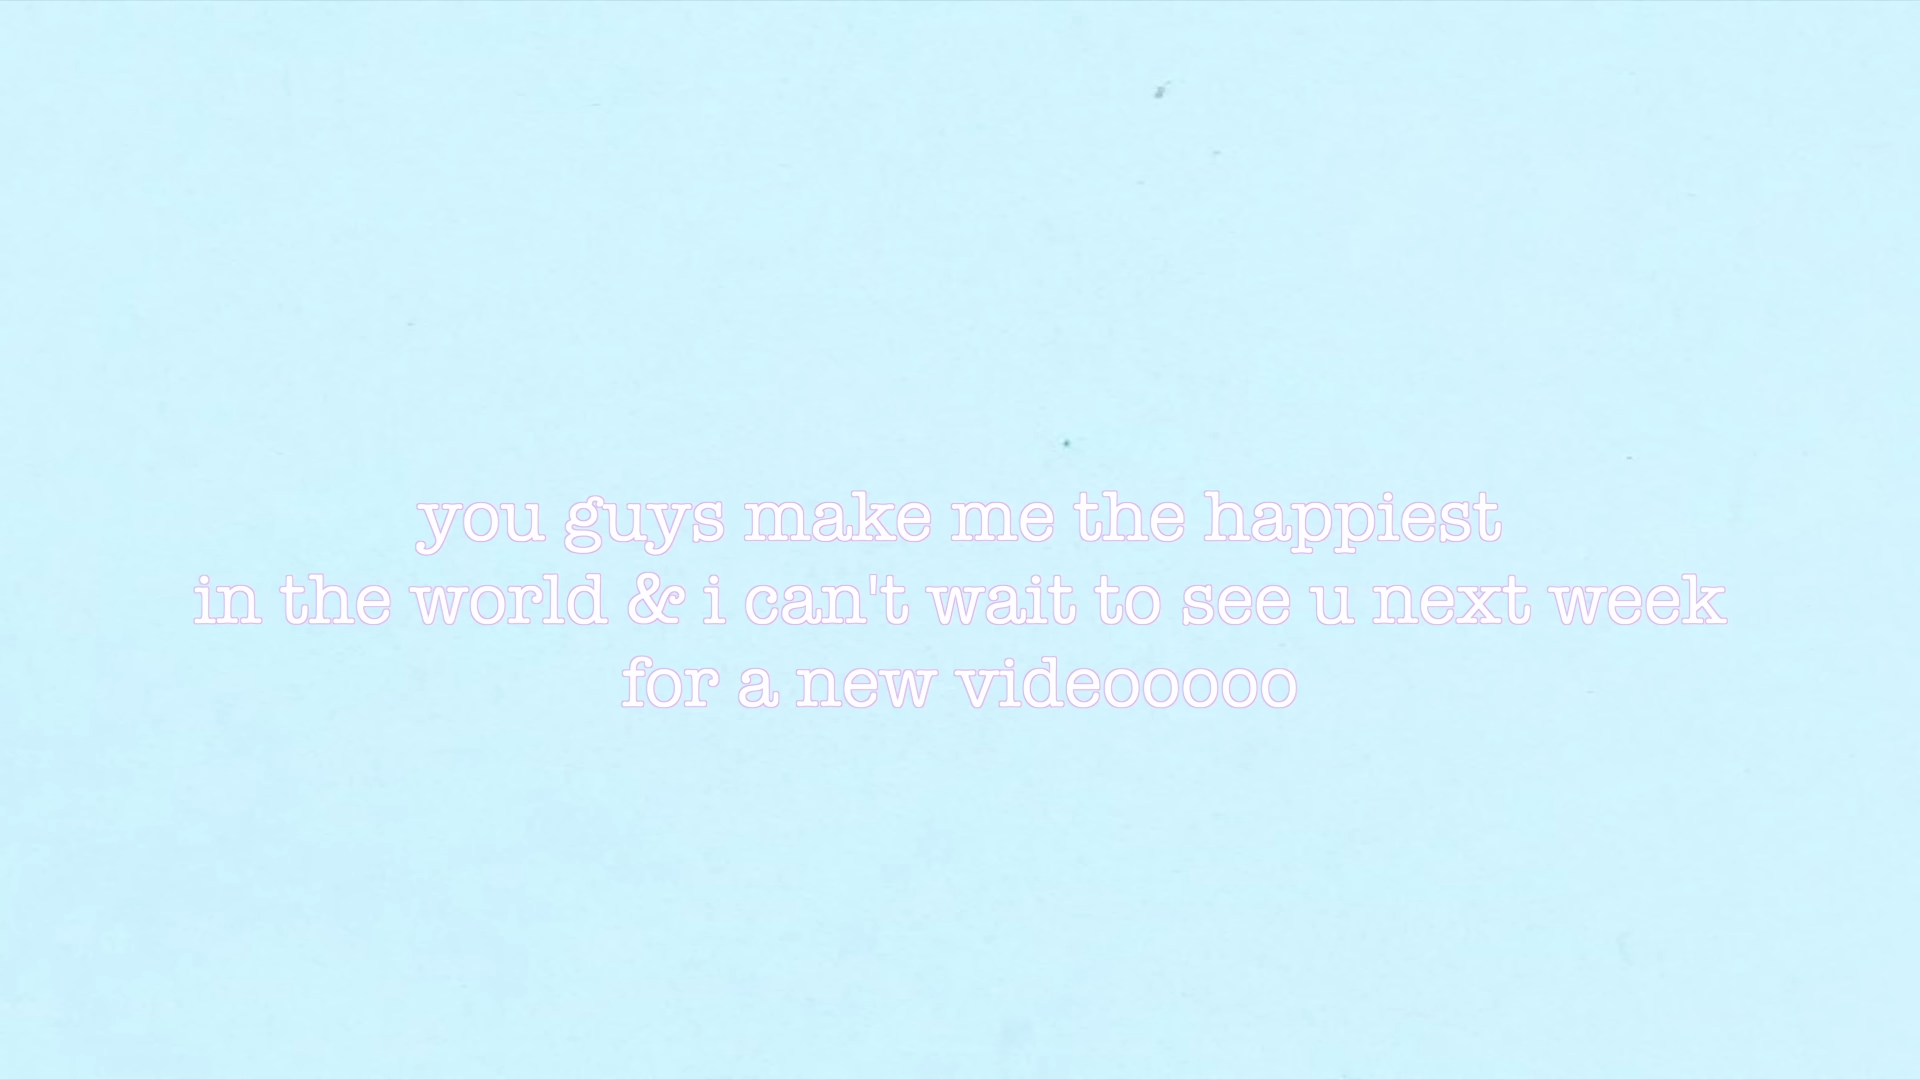 you guys make me the happiest
in the world & i can't wait to see u next week
for a new videooooo